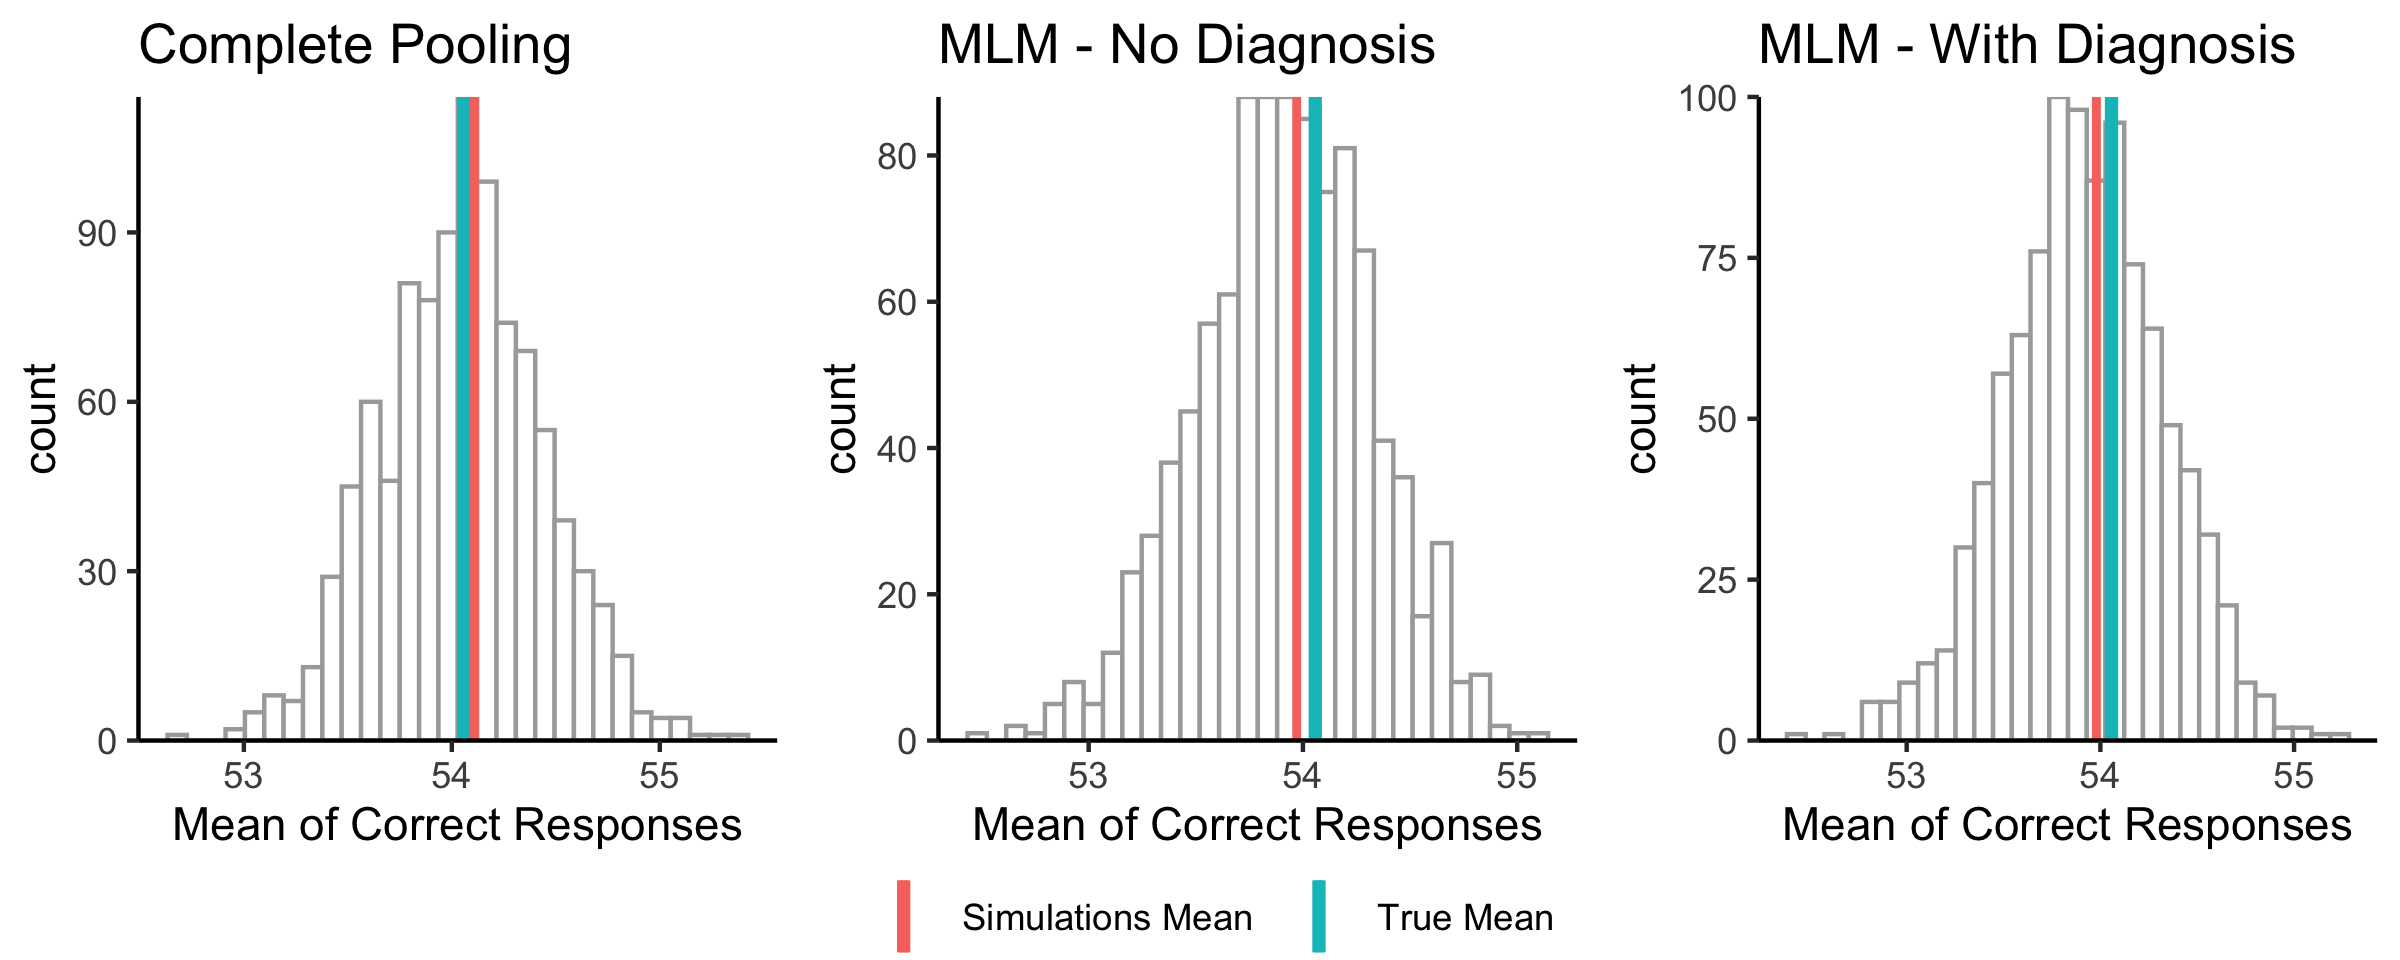 Complete Pooling
MLM - No Diagnosis
MLM - With Diagnosis
count
90
60
30
0
53
54
55
Mean of Correct Responses
count
80
60
40
20
0
53
54
55
Mean of Correct Responses
count
100
75
50
25
0
53
54
55
Mean of Correct Responses
Simulations Mean
True Mean